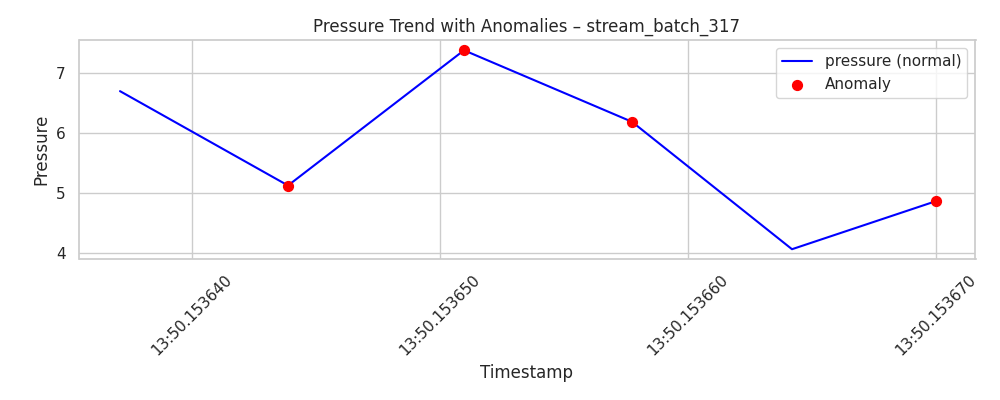 Pressure Trend with Anomalies – stream_batch_317
pressure (normal)
Anomaly
Pressure
7
6
5
4
13:50.153640
13:50.153650
13:50.153660
13:50.153670
Timestamp